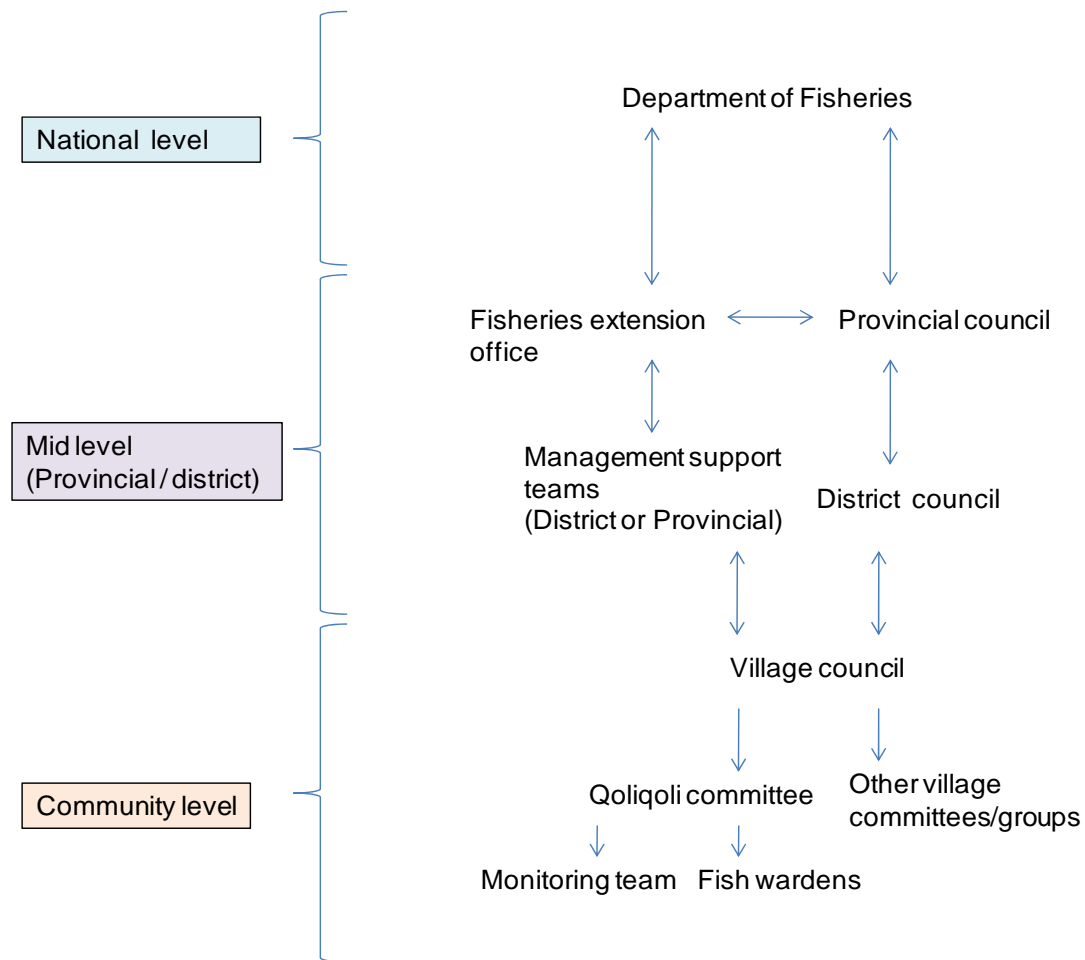 Department of Fisheries
National level
Fisheries extension
office
Provincial council
Mid level
(Provincial / district)
Management support
teams
(District or Provincial)
District council
Village council
Community level
Qoliqoli committee
Other village
committees/groups
Monitoring team
Fish wardens